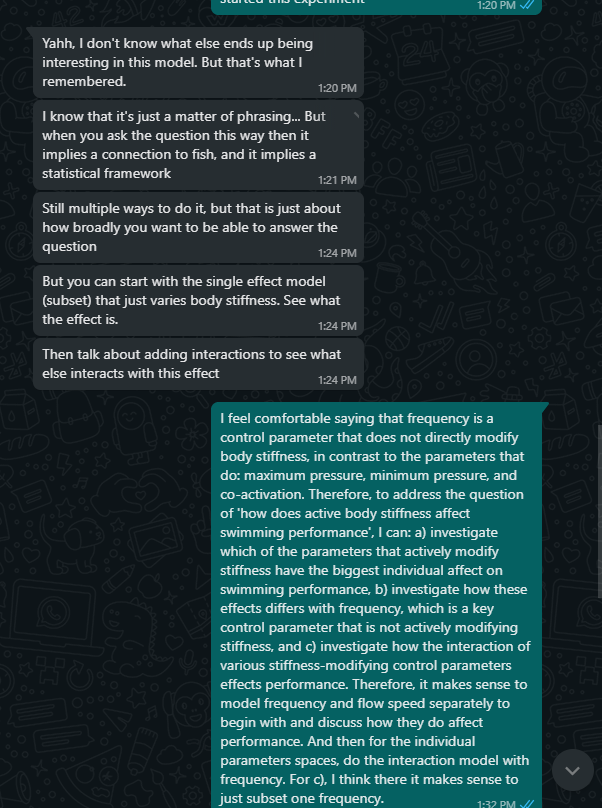 started this experiment
1:20 PM
Yahh, I don't know what else ends up being
interesting in this model. But that's what I
remembered.
1:20 PM
I know that it's just a matter of phrasing... But
when you ask the question this way then it
implies a connection to fish, and it implies a
statistical framework
1:21 PM
Still multiple ways to do it, but that is just about
how broadly you want to be able to answer the
question
1:24 PM
But you can start with the single effect model
(subset) that just varies body stiffness. See what
the effect is.
1:24 PM
Then talk about adding interactions to see what
else interacts with this effect
1:24 PM
I feel comfortable saying that frequency is a
control parameter that does not directly modify
body stiffness, in contrast to the parameters that
do: maximum pressure, minimum pressure, and
co-activation. Therefore, to address the question
of 'how does active body stiffness affect
swimming performance', I can: a) investigate
which of the parameters that actively modify
stiffness have the biggest individual affect on
swimming performance, b) investigate how these
effects differs with frequency, which is a key
control parameter that is not actively modifying
stiffness, and c) investigate how the interaction of
various stiffness-modifying control parameters
effects performance. Therefore, it makes sense to
model frequency and flow speed separately to
begin with and discuss how they do affect
performance. And then for the individual
parameters spaces, do the interaction model with
frequency. For c), I think there it makes sense to
just subset one frequency.
1:32 PM